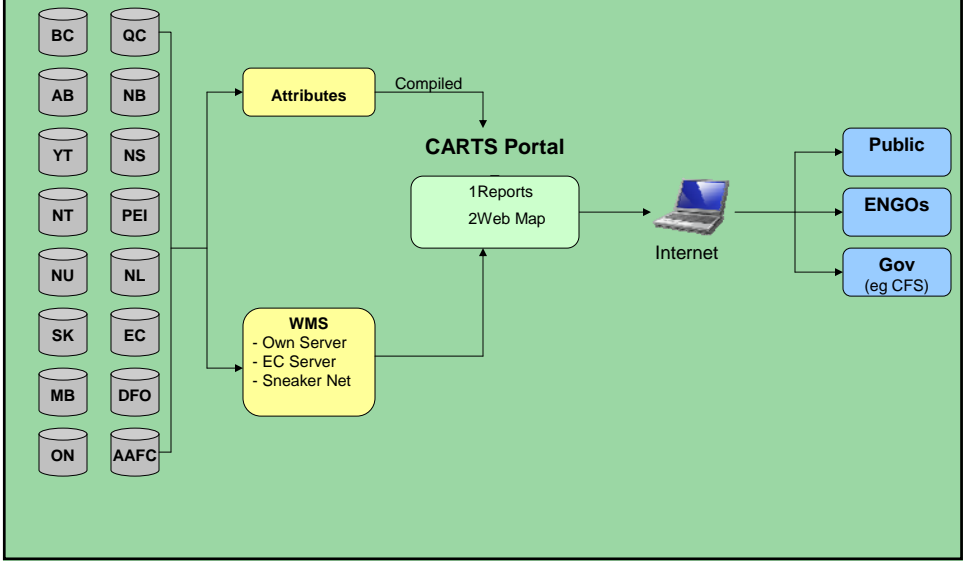 BC
QC
AB
NB
YT
NS
NT
PEI
NU
NL
SK
EC
MB
DFO
ON
AAFC
Attributes
Compiled
CARTS Portal
1Reports
2Web Map
WMS
- Own Server
- EC Server
- Sneaker Net
Internet
Public
ENGOs
Gov
(eg CFS)